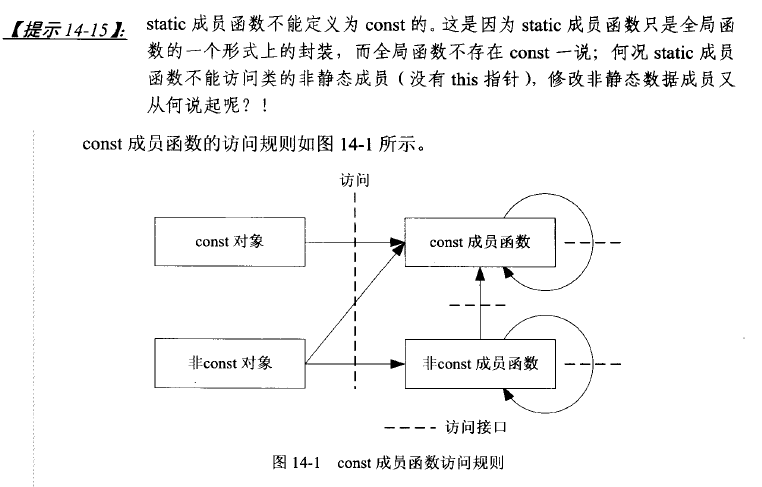 【提示 14-15】： static 成员函数不能定义为 const 的。这是因为 static 成员函数只是全局函
数的一个形式上的封装，而全局函数不存在 const 一说；何况 static 成员
函数不能访问类的非静态成员（没有 this 指针），修改非静态数据成员又
从何说起呢？！
const 成员函数的访问规则如图 14-1 所示。
访问
const 对象
const 成员函数
非const 对象
非const 成员函数
访问接口
图 14-1 const 成员函数访问规则